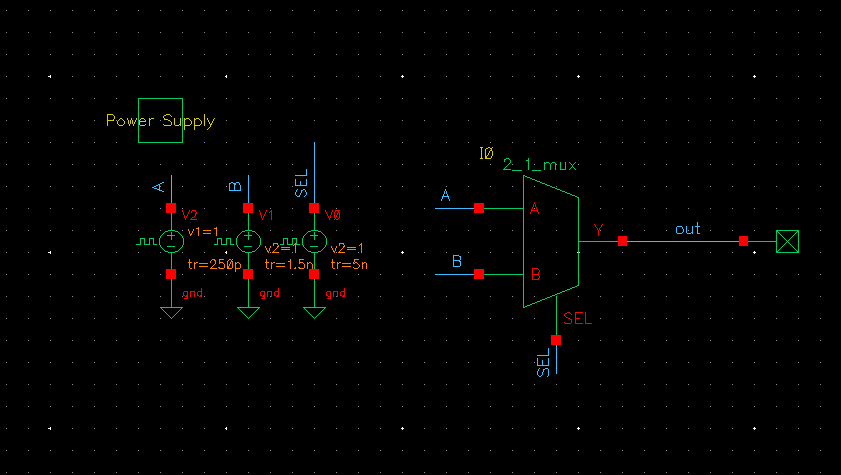 Power Supply
A
B
SEL
V2
V1
V0
v1=1
v2=1
v2=1
tr=250p
tr=1.5n
tr=5n
gnd
gnd
gnd
I0
2_1_mux
A
A
Y
out
B
B
SEL
SEL